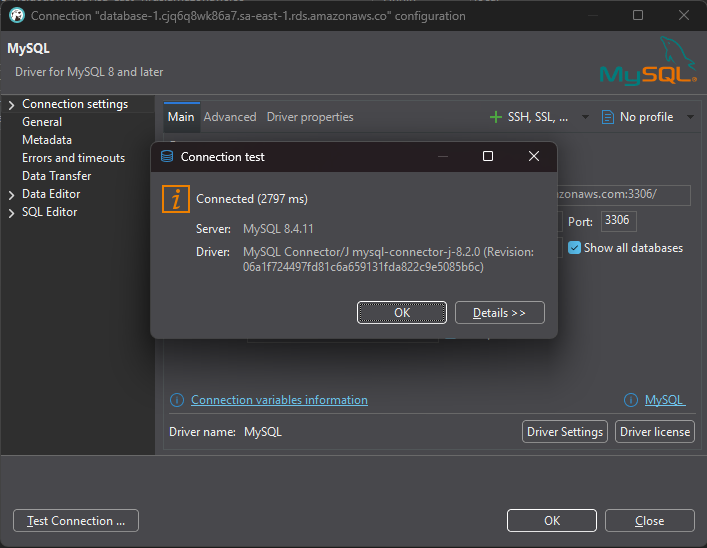 Connection "database-1.cjq6q8wk86a7.sa-east-1.rds.amazonaws.co" configuration
MySQL
Driver for MySQL 8 and later
MySQL®
Connection settings
General
Metadata
Errors and timeouts
Data Transfer
Data Editor
SQL Editor
Main Advanced Driver properties
SSH, SSL, ... No profile
Connection test
Connected (2797 ms)
Server: MySQL 8.4.11
Driver: MySQL Connector/J mysql-connector-j-8.2.0 (Revision:
06a1f724497fd81c6a659131fda822c9e5085b6c)
OK Details >>
zonaws.com:3306/
Port: 3306
Show all databases
Connection variables information
MySQL
Driver name: MySQL
Driver Settings Driver license
Test Connection ...
OK Close